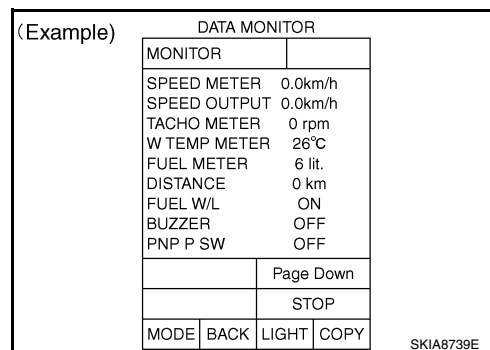 (Example)
DATA MONITOR
MONITOR
SPEED METER 0.0km/h
SPEED OUTPUT 0.0km/h
TACHO METER 0 rpm
W TEMP METER 26°C
FUEL METER 6 lit.
DISTANCE 0 km
FUEL W/L ON
BUZZER OFF
PNP P SW OFF
Page Down
STOP
MODE BACK LIGHT COPY
SKIA8739E